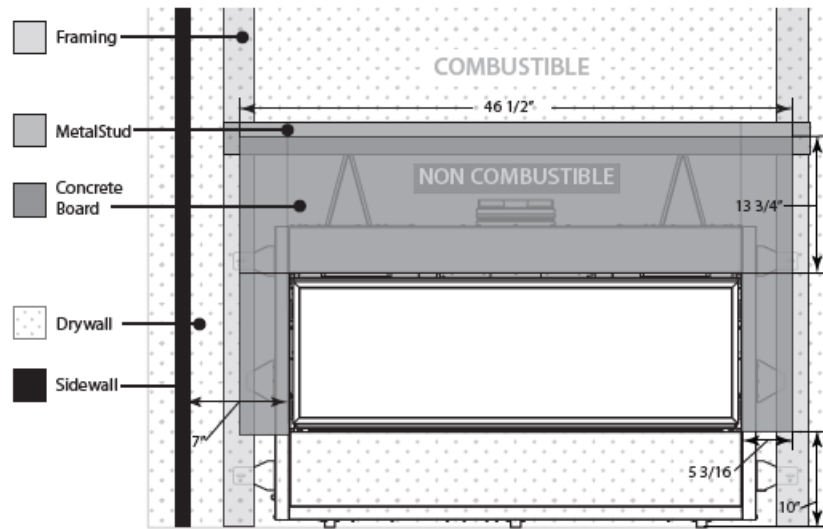 Framing
COMBUSTIBLE
46 1/2"
MetalStud
Concrete
Board
NON COMBUSTIBLE
13 3/4"
Drywall
Sidewall
7"
5 3/16
10"